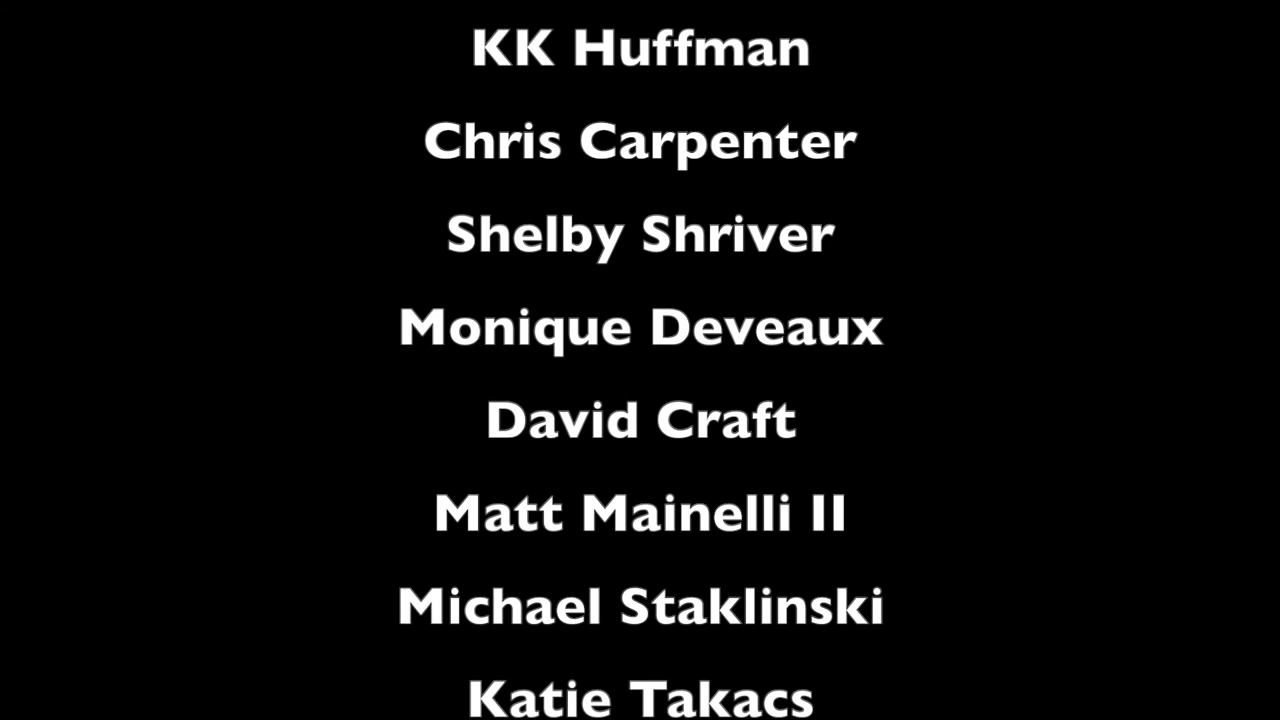 KK Huffman
Chris Carpenter
Shelby Shriver
Monique Deveaux
David Craft
Matt Mainelli II
Michael Staklinski
Katie Takacs